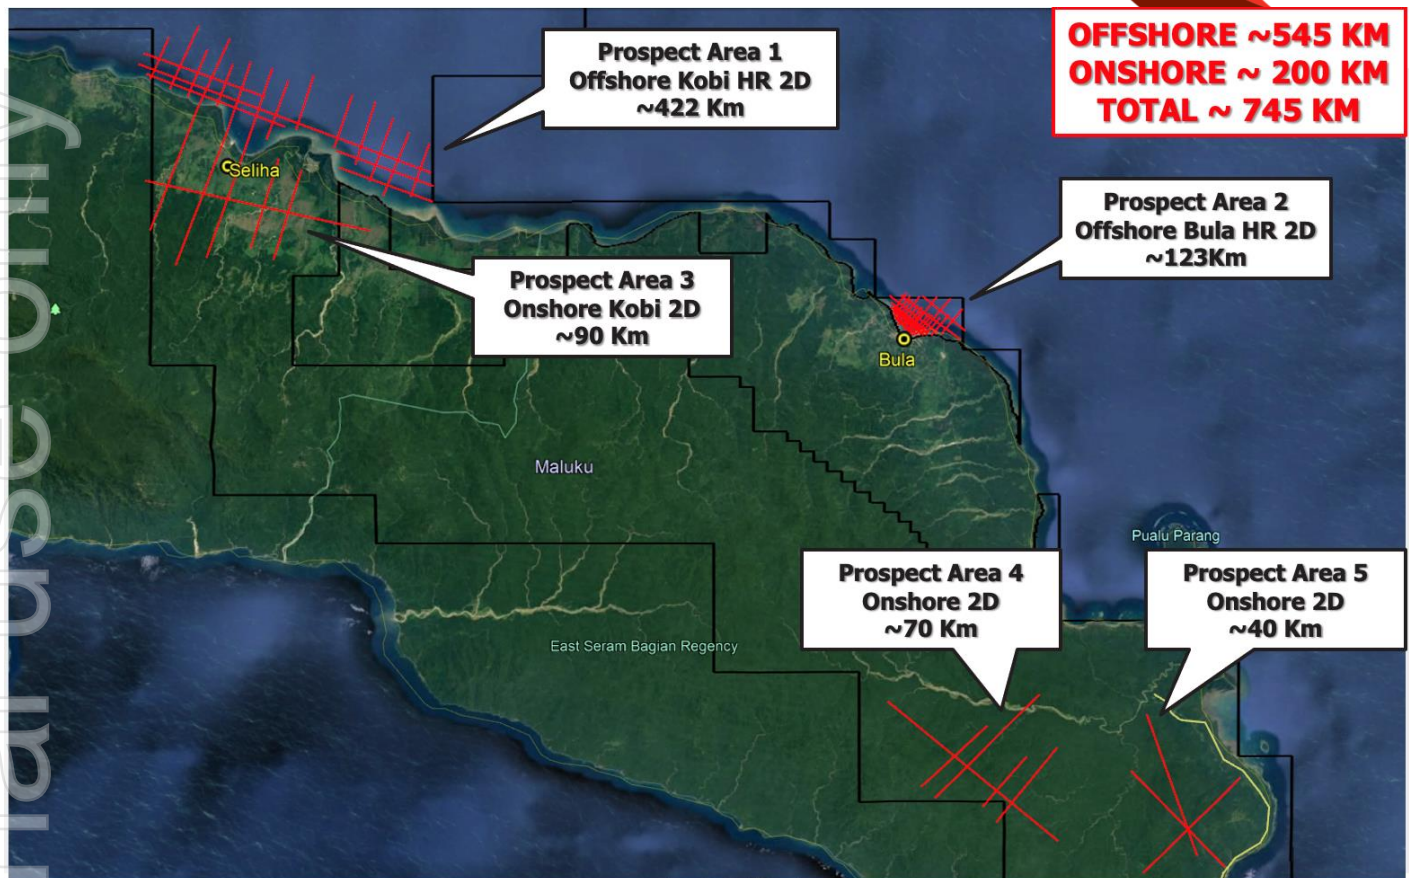 OFFSHORE ~545 KM
ONSHORE ~ 200 KM
TOTAL ~ 745 KM
Prospect Area 1
Offshore Kobi HR 2D
~422 Km
Prospect Area 2
Offshore Bula HR 2D
~123Km
Seliha
Prospect Area 3
Onshore Kobi 2D
~90 Km
Bula
Maluku
Pualu Parang
Prospect Area 4
Onshore 2D
~70 Km
Prospect Area 5
Onshore 2D
~40 Km
East Seram Bagian Regency
use only